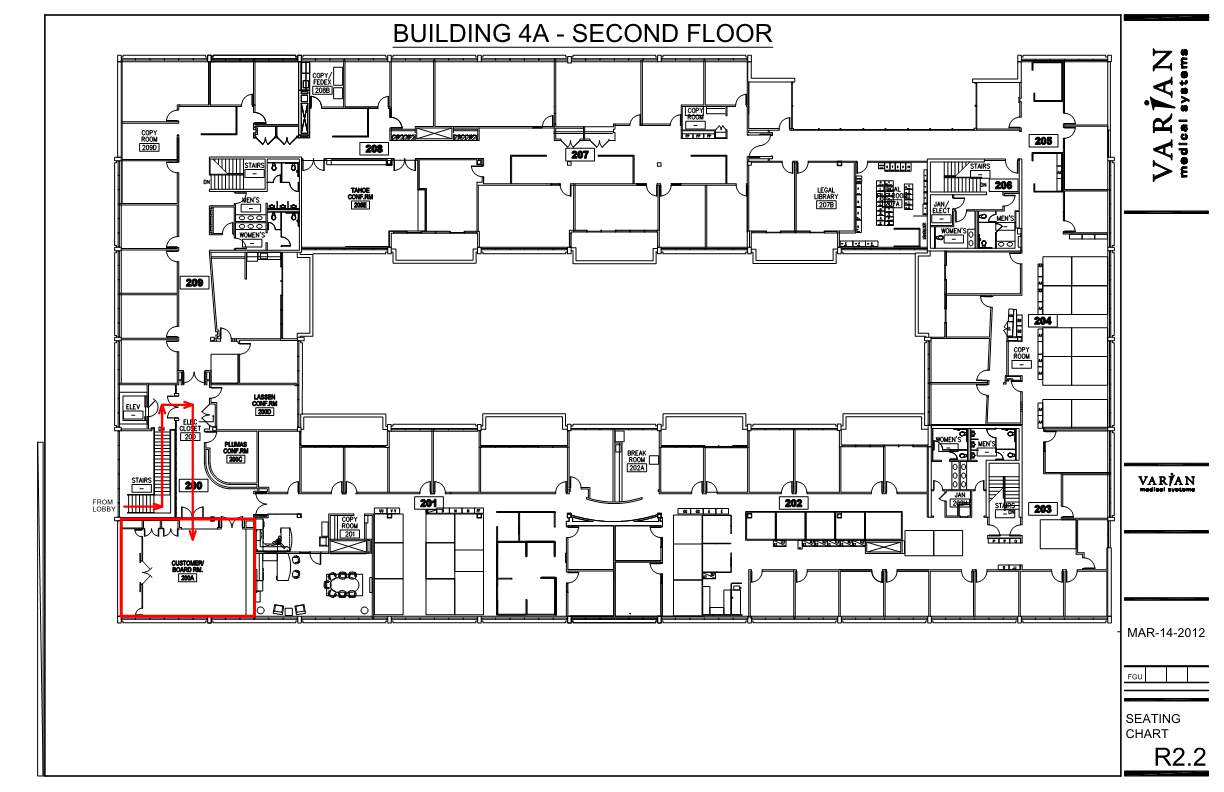 BUILDING 4A - SECOND FLOOR
COPY/
FEDEX
208B
COPY
ROOM
COPY
ROOM
209D
208
207
205
STAIRS
DN
TAHOE
CONF.RM
LEGAL
LIBRARY
207B
STAIRS
DN
206
JAN/
ELECT
MEN'S
WOMEN'S
MEN'S
WOMEN'S
209
204
COPY
ROOM
ELEV
LASSEN
CONF.RM
200D
ELEC
CLOSET
200
PLUMAS
CONF.RM
200C
BREAK
ROOM
202A
WOMEN'S
MEN'S
STAIRS
200
FROM
LOBBY
201
202
JAN
STAIRS
DN
203
COPY
ROOM
201
CUSTOMER/
BOARD RM.
200A
VARIAN
medical systems
VARIAN
medical systems
MAR-14-2012
FGU
SEATING
CHART
R2.2